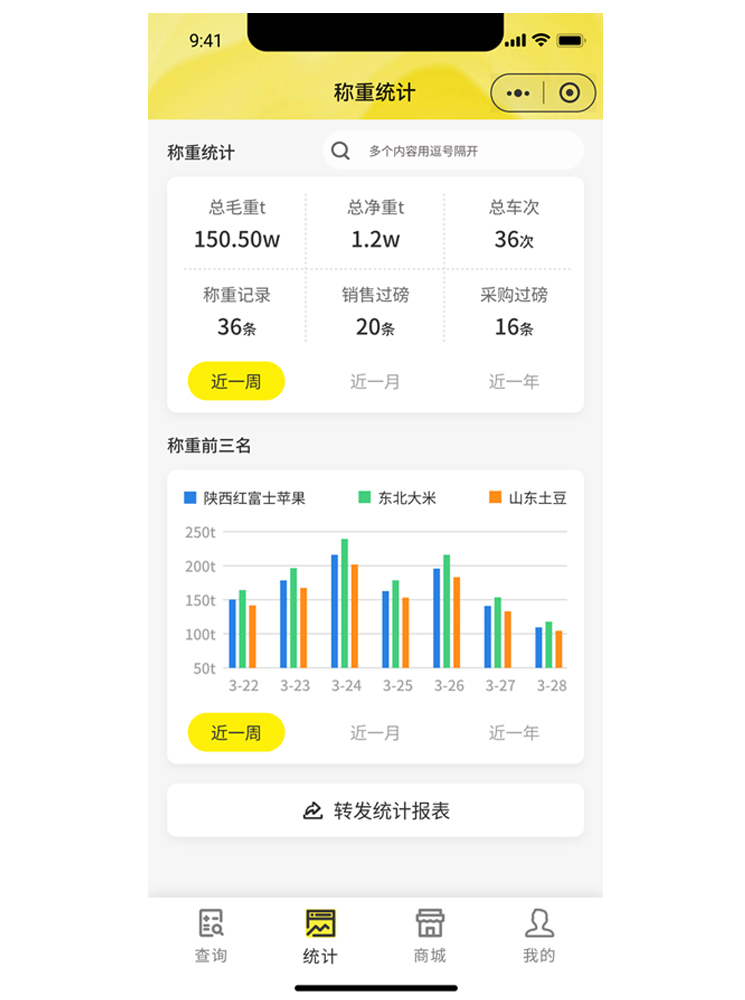 9:41
称重统计
称重统计
多个内容用逗号隔开
总毛重t 总净重t 总车次
150.50w 1.2w 36次
称重记录 销售过磅 采购过磅
36条 20条 16条
近一周 近一月 近一年
称重前三名
陕西红富士苹果 东北大米 山东土豆
250t
200t
150t
100t
50t
3-22 3-23 3-24 3-25 3-26 3-27 3-28
近一周 近一月 近一年
转发统计报表
查询 统计 商城 我的